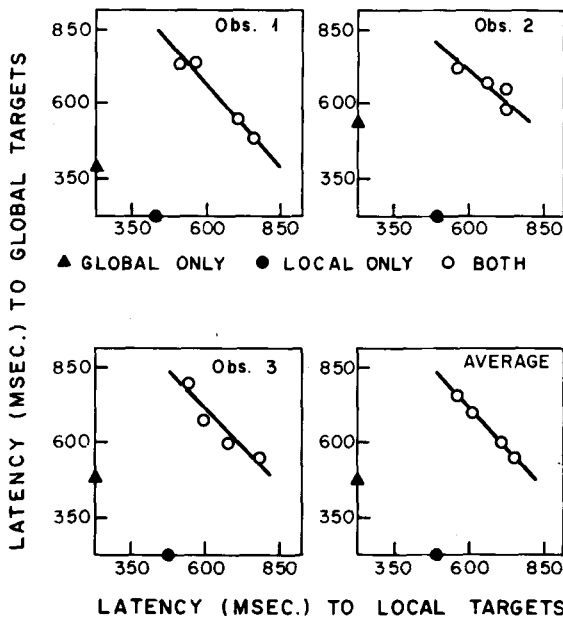 850
600
350
Obs. 1
350 600 850
850
600
350
Obs. 2
350 600 850
▲ GLOBAL ONLY ● LOCAL ONLY ○ BOTH
850
600
350
Obs. 3
350 600 850
850
600
350
AVERAGE
350 600 850
LATENCY (MSEC.) TO GLOBAL TARGETS
LATENCY (MSEC.) TO LOCAL TARGETS